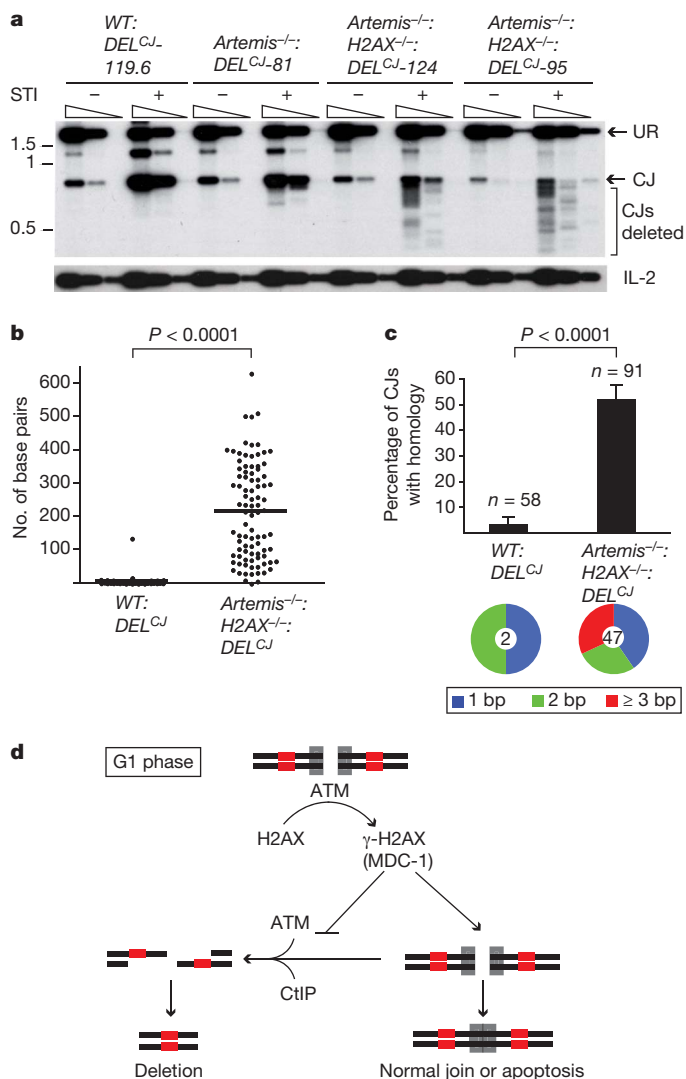 a
WT:
DEL^CJ-
119.6
Artemis–/–:
DEL^CJ-81
Artemis–/–:
H2AX–/–:
DEL^CJ-124
Artemis–/–:
H2AX–/–:
DEL^CJ-95
STI – + – + – + – +
1.5
1
0.5
UR
CJ
CJs
deleted
IL-2
b
P < 0.0001
No. of base pairs
600
500
400
300
200
100
WT:
DEL^CJ
Artemis–/–:
H2AX–/–:
DEL^CJ
c
P < 0.0001
Percentage of CJs
with homology
60
50
40
30
20
10
n = 58
n = 91
WT:
DEL^CJ
Artemis–/–:
H2AX–/–:
DEL^CJ
2
47
1 bp 2 bp ≥ 3 bp
d
G1 phase
ATM
H2AX
γ-H2AX
(MDC-1)
ATM
CtIP
Deletion
Normal join or apoptosis